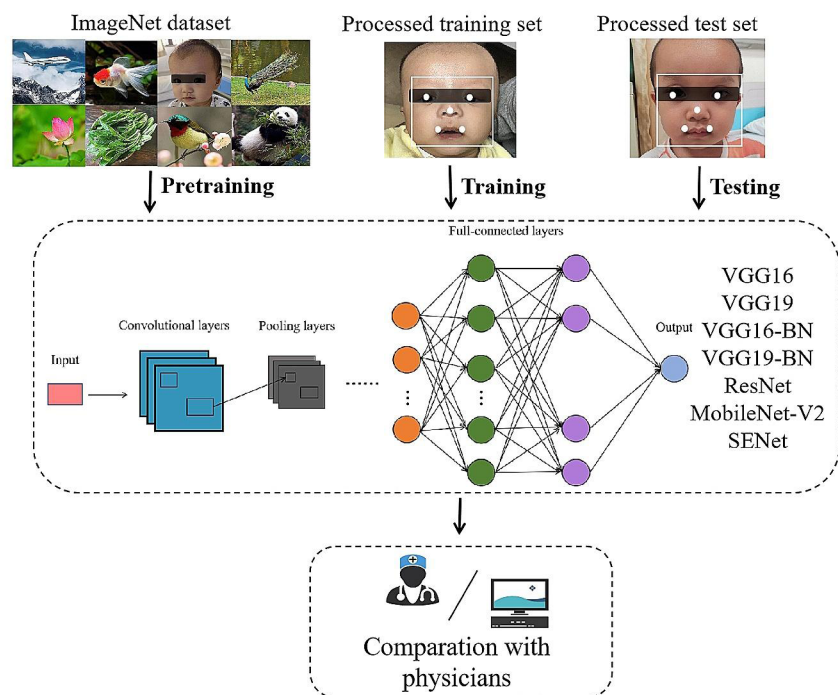 ImageNet dataset
Processed training set
Processed test set
Pretraining
Training
Testing
Full-connected layers
Convolutional layers
Pooling layers
Input
......
Output
VGG16
VGG19
VGG16-BN
VGG19-BN
ResNet
MobileNet-V2
SENet
Comparation with
physicians